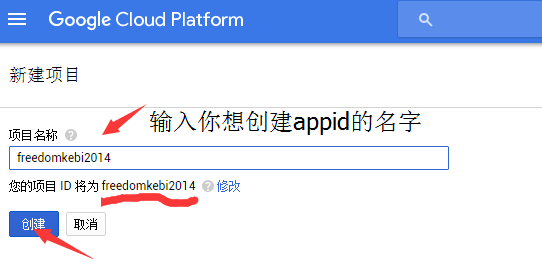 Google Cloud Platform
新建项目
输入你想创建appid的名字
项目名称 ?
freedomkebi2014
您的项目 ID 将为 freedomkebi2014 ? 修改
创建 取消